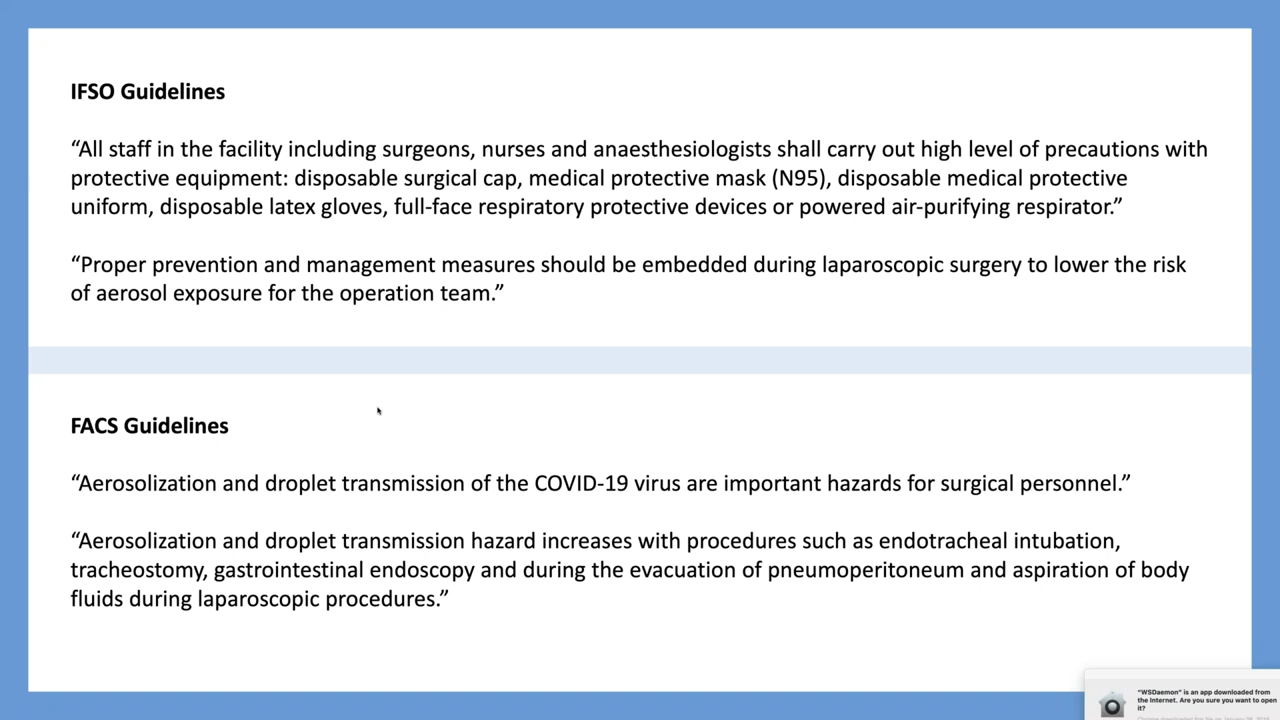 IFSO Guidelines
“All staff in the facility including surgeons, nurses and anaesthesiologists shall carry out high level of precautions with
protective equipment: disposable surgical cap, medical protective mask (N95), disposable medical protective
uniform, disposable latex gloves, full-face respiratory protective devices or powered air-purifying respirator.”
“Proper prevention and management measures should be embedded during laparoscopic surgery to lower the risk
of aerosol exposure for the operation team.”
FACS Guidelines
“Aerosolization and droplet transmission of the COVID-19 virus are important hazards for surgical personnel.”
“Aerosolization and droplet transmission hazard increases with procedures such as endotracheal intubation,
tracheostomy, gastrointestinal endoscopy and during the evacuation of pneumoperitoneum and aspiration of body
fluids during laparoscopic procedures.”
“WSDaemon” is an app downloaded from
the Internet. Are you sure you want to open
it?